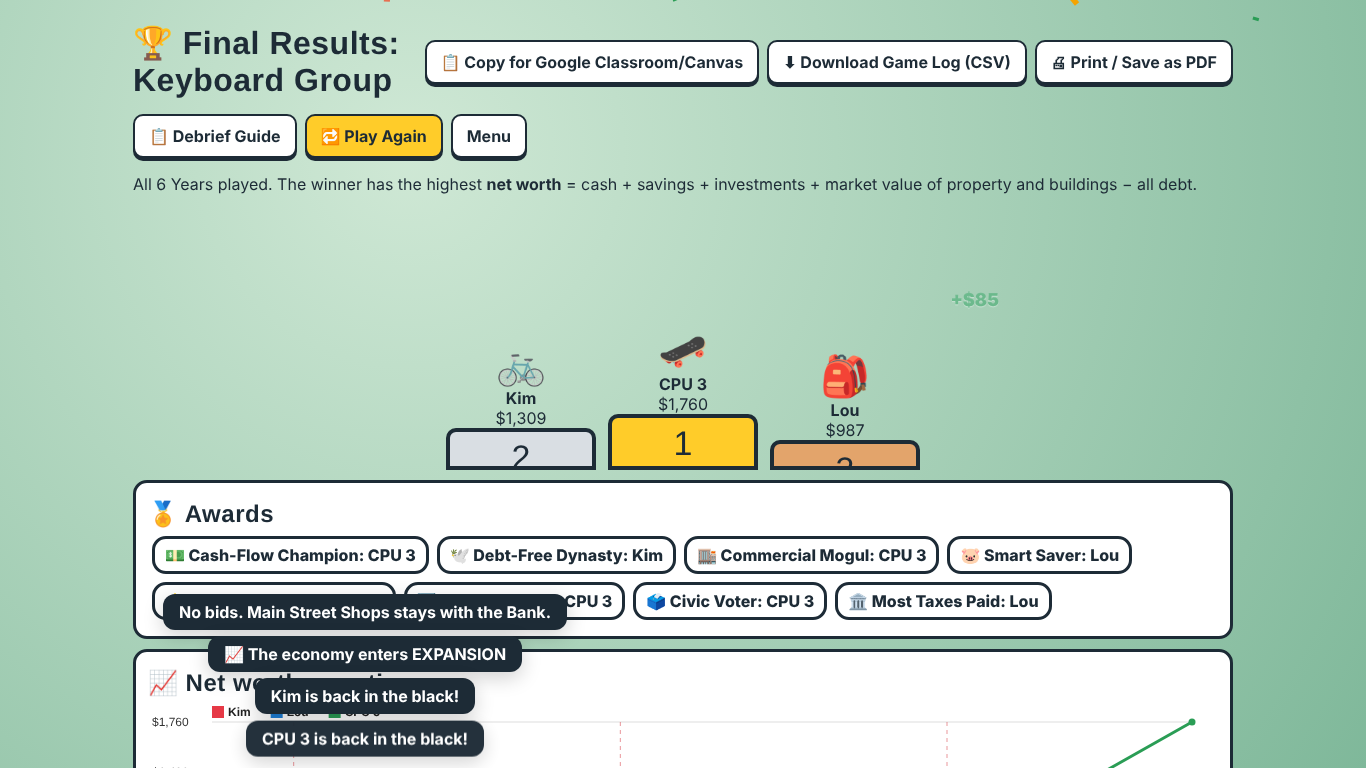 🏆 Final Results:
Keyboard Group
📋 Copy for Google Classroom/Canvas
⬇ Download Game Log (CSV)
🖨 Print / Save as PDF
📋 Debrief Guide
🔁 Play Again
Menu
All 6 Years played. The winner has the highest net worth = cash + savings + investments + market value of property and buildings − all debt.
+$85
Kim
$1,309
2
CPU 3
$1,760
1
Lou
$987
🏅 Awards
💵 Cash-Flow Champion: CPU 3
🕊 Debt-Free Dynasty: Kim
🏬 Commercial Mogul: CPU 3
🐷 Smart Saver: Lou
CPU 3
🗳 Civic Voter: CPU 3
🏛 Most Taxes Paid: Lou
No bids. Main Street Shops stays with the Bank.
📈 The economy enters EXPANSION
📈 Net
Kim is back in the black!
Kim
$1,760
CPU 3 is back in the black!